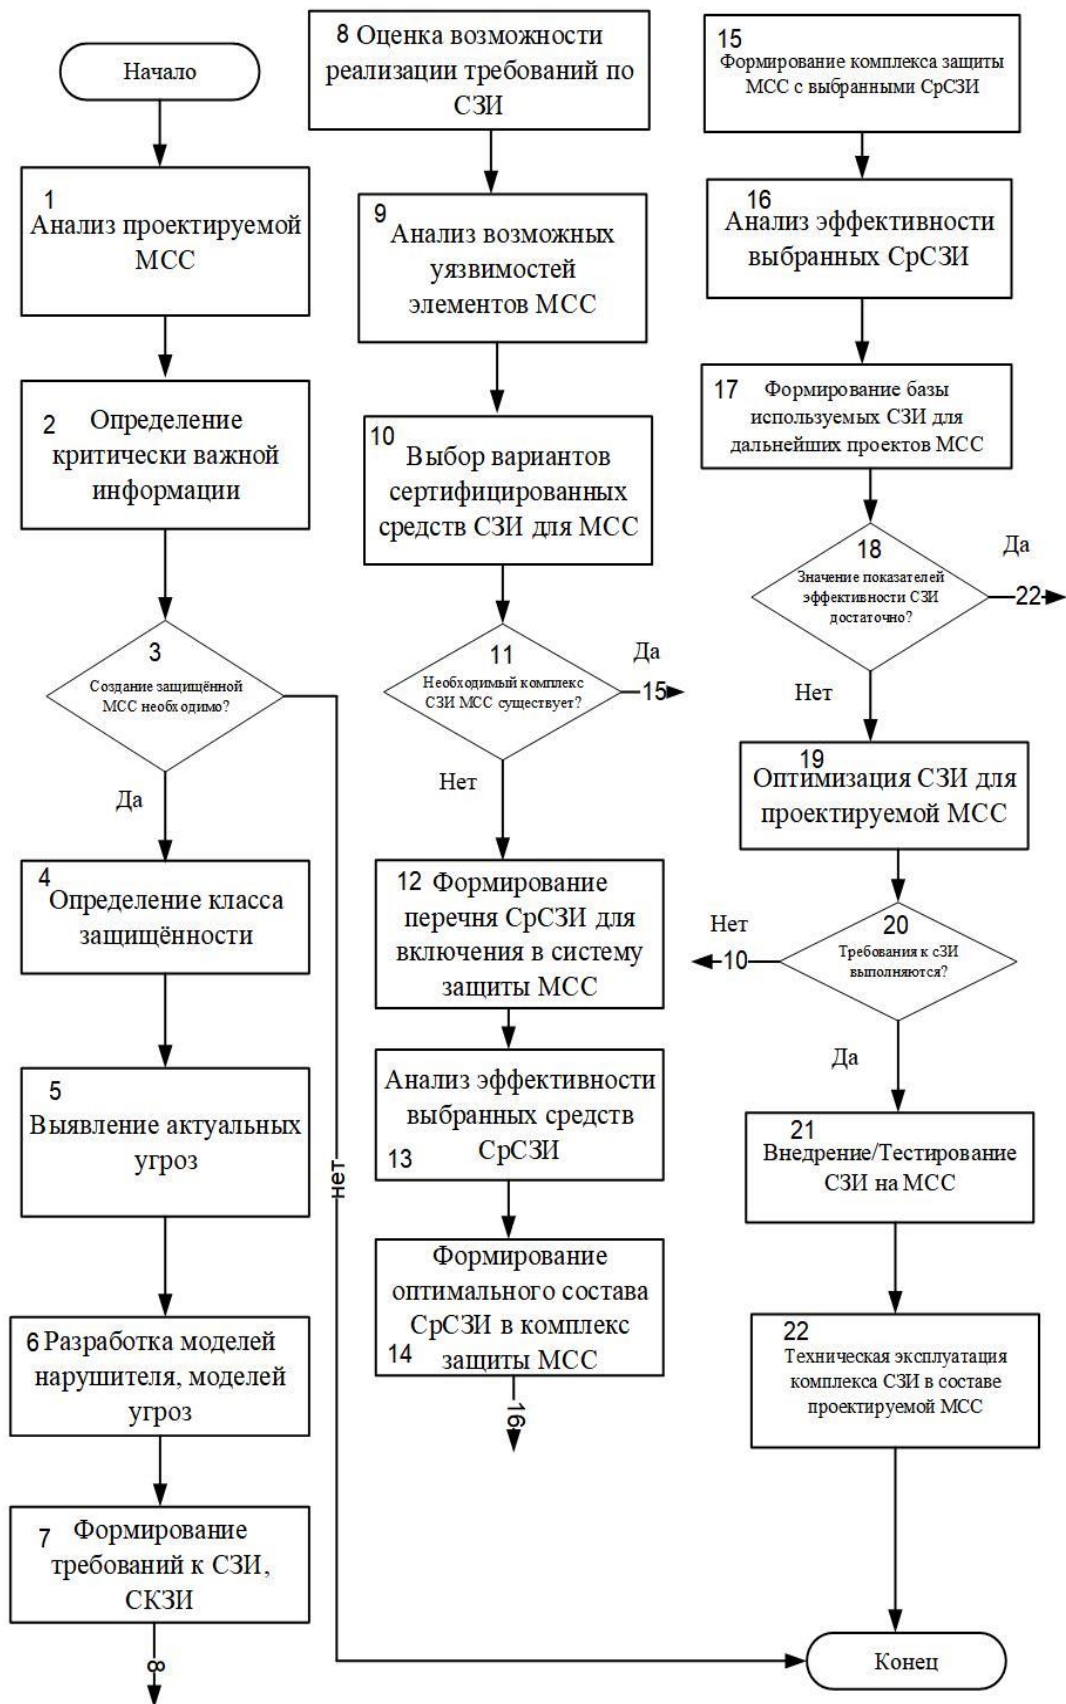 Начало
1
Анализ проектируемой
МСС
2
Определение
критически важной
информации
3
Создание защищённой
МСС необходимо?
Да
нет
4
Определение класса
защищённости
5
Выявление актуальных
угроз
6 Разработка моделей
нарушителя, моделей
угроз
7 Формирование
требований к СЗИ,
СКЗИ
8
8 Оценка возможности
реализации требований по
СЗИ
9
Анализ возможных
уязвимостей
элементов МСС
10
Выбор вариантов
сертифицированных
средств СЗИ для МСС
11
Необходимый комплекс
СЗИ МСС существует?
Да
15
Нет
12 Формирование
перечня СрСЗИ для
включения в систему
защиты МСС
Анализ эффективности
выбранных средств
СрСЗИ
13
Формирование
оптимального состава
СрСЗИ в комплекс
14 защиты МСС
16
15
Формирование комплекса защиты
МСС с выбранными СрСЗИ
16
Анализ эффективности
выбранных СрСЗИ
17 Формирование базы
используемых СЗИ для
дальнейших проектов МСС
18
Значение показателей
эффективности СЗИ
достаточно?
Да
22
Нет
19
Оптимизация СЗИ для
проектируемой МСС
20
Требования к сЗИ
выполняются?
Нет
10
Да
21
Внедрение/Тестирование
СЗИ на МСС
22
Техническая эксплуатация
комплекса СЗИ в составе
проектируемой МСС
Конец